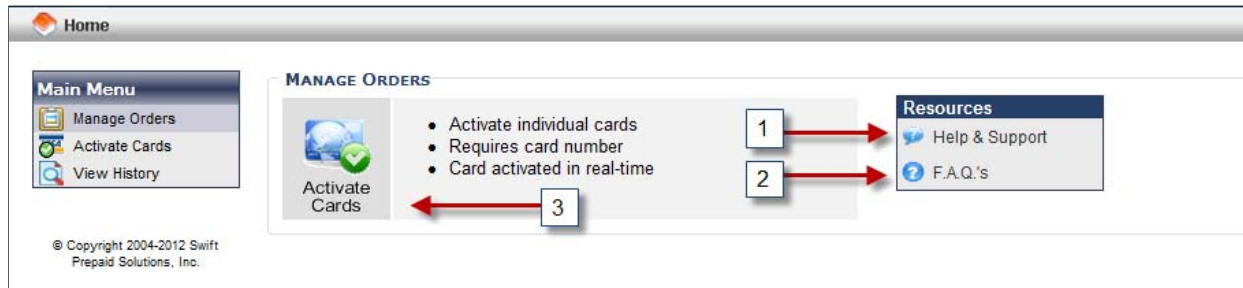 Home
Main Menu
Manage Orders
Activate Cards
View History
© Copyright 2004-2012 Swift
Prepaid Solutions, Inc.
MANAGE ORDERS
Activate
Cards
• Activate individual cards
• Requires card number
• Card activated in real-time
1
2
3
Resources
Help & Support
F.A.Q.'s